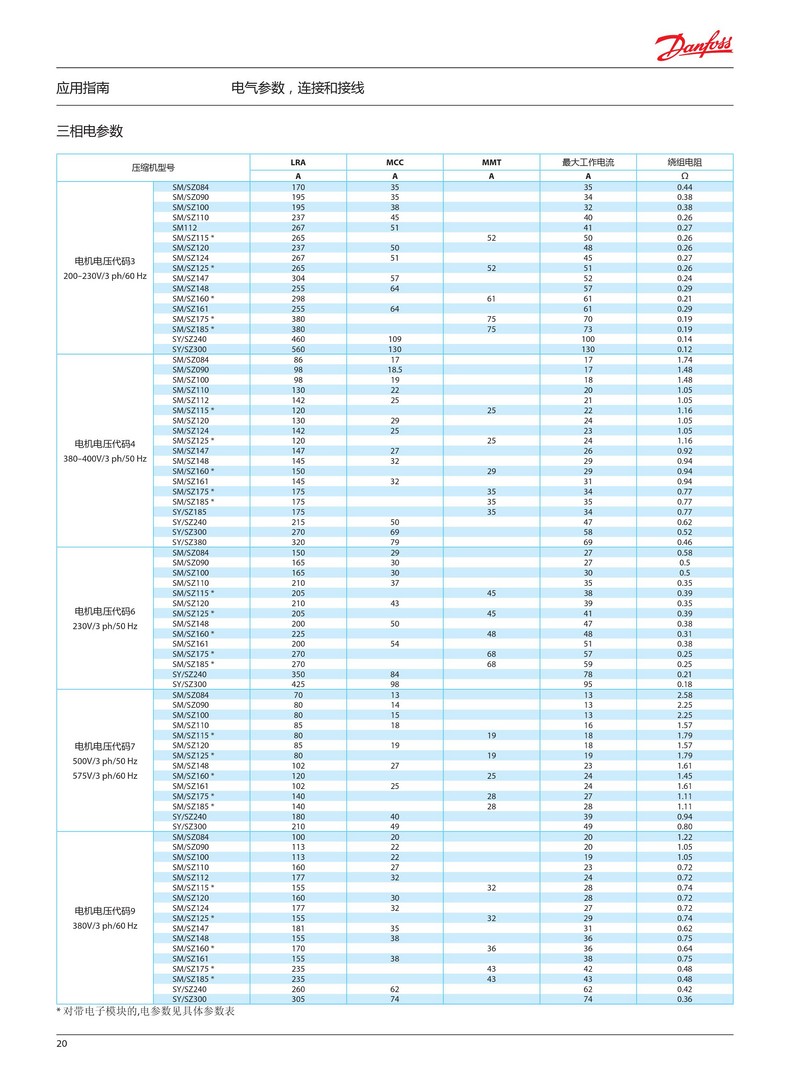 Danfoss
应用指南 电气参数，连接和接线
三相电参数
压缩机型号 LRA MCC MMT 最大工作电流 绕组电阻
A A A A Ω
电机电压代码3
200–230V/3 ph/60 Hz
SM/SZ084 170 35 35 0.44
SM/SZ090 195 35 34 0.38
SM/SZ100 195 38 32 0.38
SM/SZ110 237 45 40 0.26
SM112 267 51 41 0.27
SM/SZ115 * 265 52 50 0.26
SM/SZ120 237 50 48 0.26
SM/SZ124 267 51 45 0.27
SM/SZ125 * 265 52 51 0.26
SM/SZ147 304 57 52 0.24
SM/SZ148 255 64 57 0.29
SM/SZ160 * 298 61 61 0.21
SM/SZ161 255 64 61 0.29
SM/SZ175 * 380 75 70 0.19
SM/SZ185 * 380 75 73 0.19
SY/SZ240 460 109 100 0.14
SY/SZ300 560 130 130 0.12
电机电压代码4
380–400V/3 ph/50 Hz
SM/SZ084 86 17 17 1.74
SM/SZ090 98 18.5 17 1.48
SM/SZ100 98 19 18 1.48
SM/SZ110 130 22 20 1.05
SM/SZ112 142 25 21 1.05
SM/SZ115 * 120 25 22 1.16
SM/SZ120 130 29 24 1.05
SM/SZ124 142 25 23 1.05
SM/SZ125 * 120 25 24 1.16
SM/SZ147 147 27 26 0.92
SM/SZ148 145 32 29 0.94
SM/SZ160 * 150 29 29 0.94
SM/SZ161 145 32 31 0.94
SM/SZ175 * 175 35 34 0.77
SM/SZ185 * 175 35 35 0.77
SY/SZ185 175 35 34 0.77
SY/SZ240 215 50 47 0.62
SY/SZ300 270 69 58 0.52
SY/SZ380 320 79 69 0.46
电机电压代码6
230V/3 ph/50 Hz
SM/SZ084 150 29 27 0.58
SM/SZ090 165 30 27 0.5
SM/SZ100 165 30 30 0.5
SM/SZ110 210 37 35 0.35
SM/SZ115 * 205 45 38 0.39
SM/SZ120 210 43 39 0.35
SM/SZ125 * 205 45 41 0.39
SM/SZ148 200 50 47 0.38
SM/SZ160 * 225 48 48 0.31
SM/SZ161 200 54 51 0.38
SM/SZ175 * 270 68 57 0.25
SM/SZ185 * 270 68 59 0.25
SY/SZ240 350 84 78 0.21
SY/SZ300 425 98 95 0.18
电机电压代码7
500V/3 ph/50 Hz
575V/3 ph/60 Hz
SM/SZ084 70 13 13 2.58
SM/SZ090 80 14 13 2.25
SM/SZ100 80 15 13 2.25
SM/SZ110 85 18 16 1.57
SM/SZ115 * 80 19 18 1.79
SM/SZ120 85 19 18 1.57
SM/SZ125 * 80 19 19 1.79
SM/SZ148 102 27 23 1.61
SM/SZ160 * 120 25 24 1.45
SM/SZ161 102 25 24 1.61
SM/SZ175 * 140 28 27 1.11
SM/SZ185 * 140 28 28 1.11
SY/SZ240 180 40 39 0.94
SY/SZ300 210 49 49 0.80
电机电压代码9
380V/3 ph/60 Hz
SM/SZ084 100 20 20 1.22
SM/SZ090 113 22 20 1.05
SM/SZ100 113 22 19 1.05
SM/SZ110 160 27 23 0.72
SM/SZ112 177 32 24 0.72
SM/SZ115 * 155 32 28 0.74
SM/SZ120 160 30 28 0.72
SM/SZ124 177 32 27 0.72
SM/SZ125 * 155 32 29 0.74
SM/SZ147 181 35 31 0.62
SM/SZ148 155 38 36 0.75
SM/SZ160 * 170 36 36 0.64
SM/SZ161 155 38 38 0.75
SM/SZ175 * 235 43 42 0.48
SM/SZ185 * 235 43 43 0.48
SY/SZ240 260 62 62 0.42
SY/SZ300 305 74 74 0.36
* 对带电子模块的,电参数见具体参数表
20